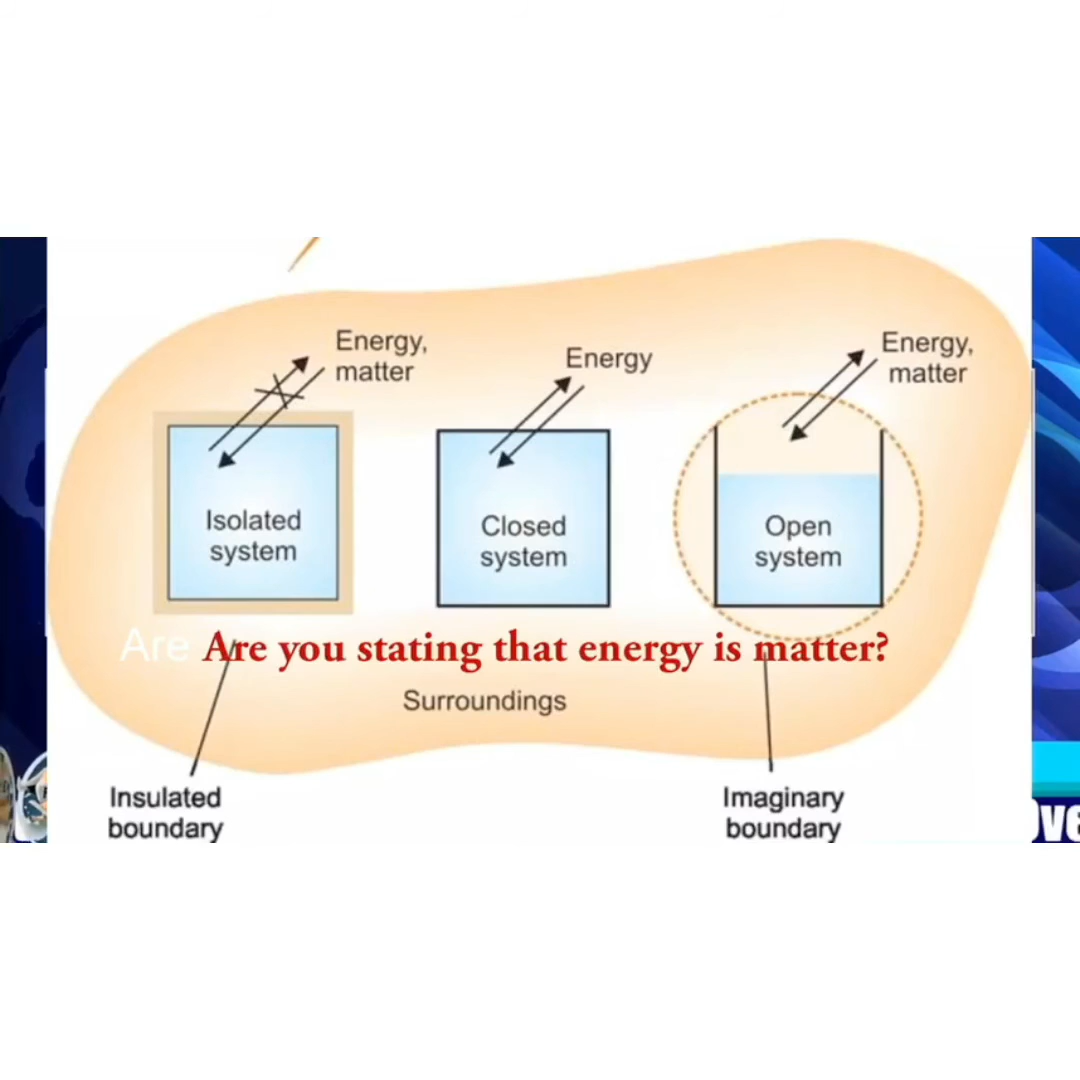 Energy,
matter
Energy
Energy,
matter
Isolated
system
Closed
system
Open
system
Are Are you stating that energy is matter?
Surroundings
Insulated
boundary
Imaginary
boundary